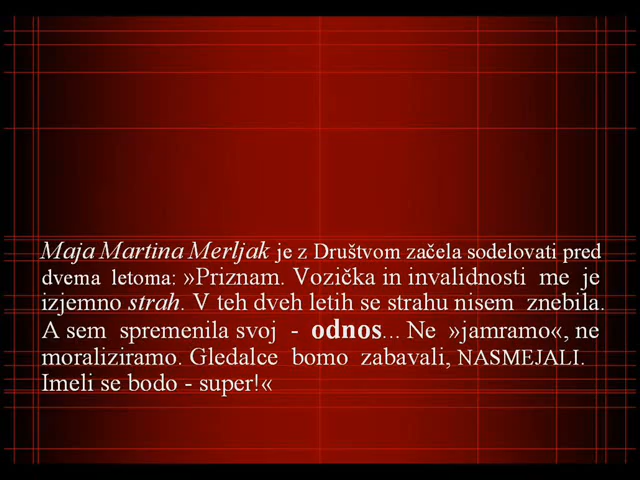 Maja Martina Merljak je z Društvom začela sodelovati pred
dvema letoma: »Priznam. Vozička in invalidnosti me je
izjemno strah. V teh dveh letih se strahu nisem znebila.
A sem spremenila svoj - odnos... Ne »jamramo«, ne
moraliziramo. Gledalce bomo zabavali, NASMEJALI.
Imeli se bodo - super!«